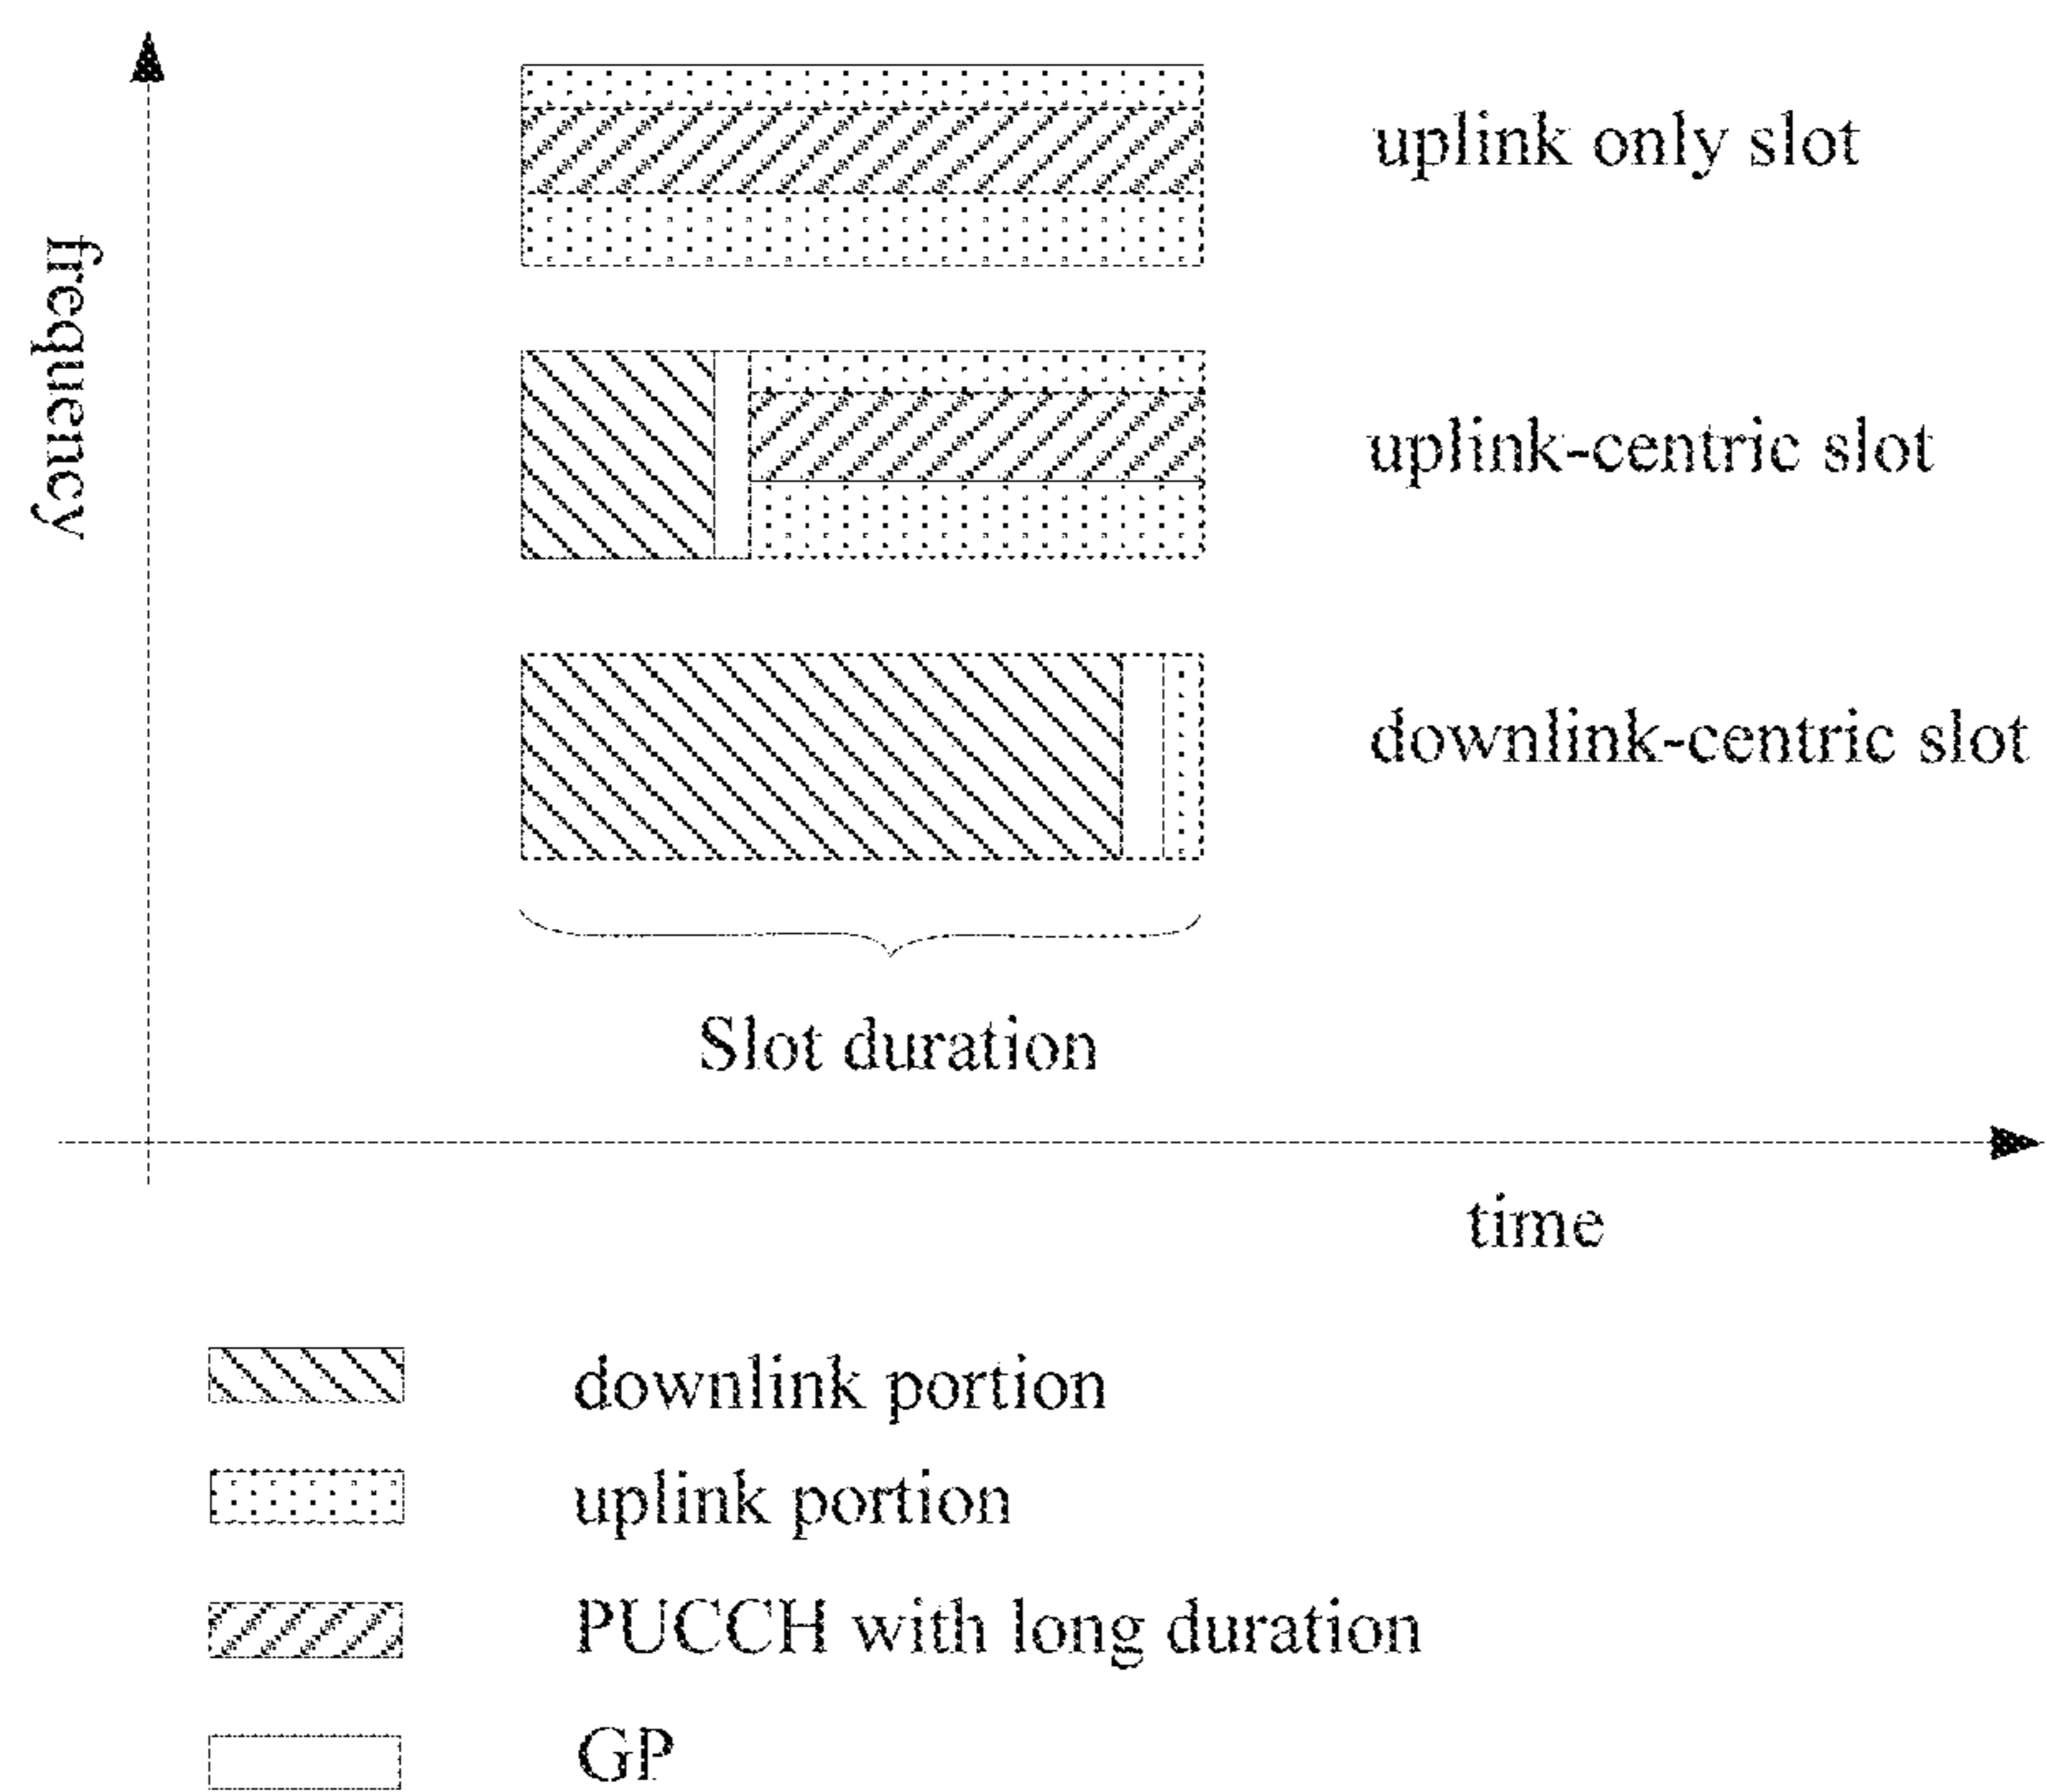 frequency
uplink only slot
uplink-centric slot
downlink-centric slot
Slot duration
time
downlink portion
uplink portion
PUCCH with long duration
GP